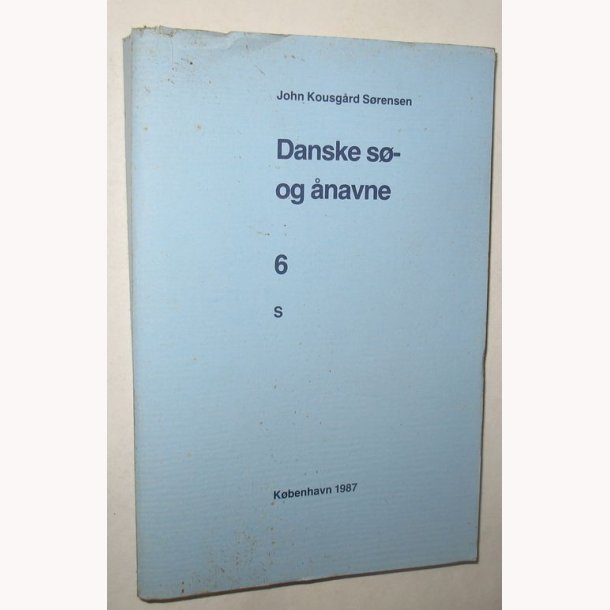 John Kousgård Sørensen
Danske sø-
og ånavne
6
S
København 1987